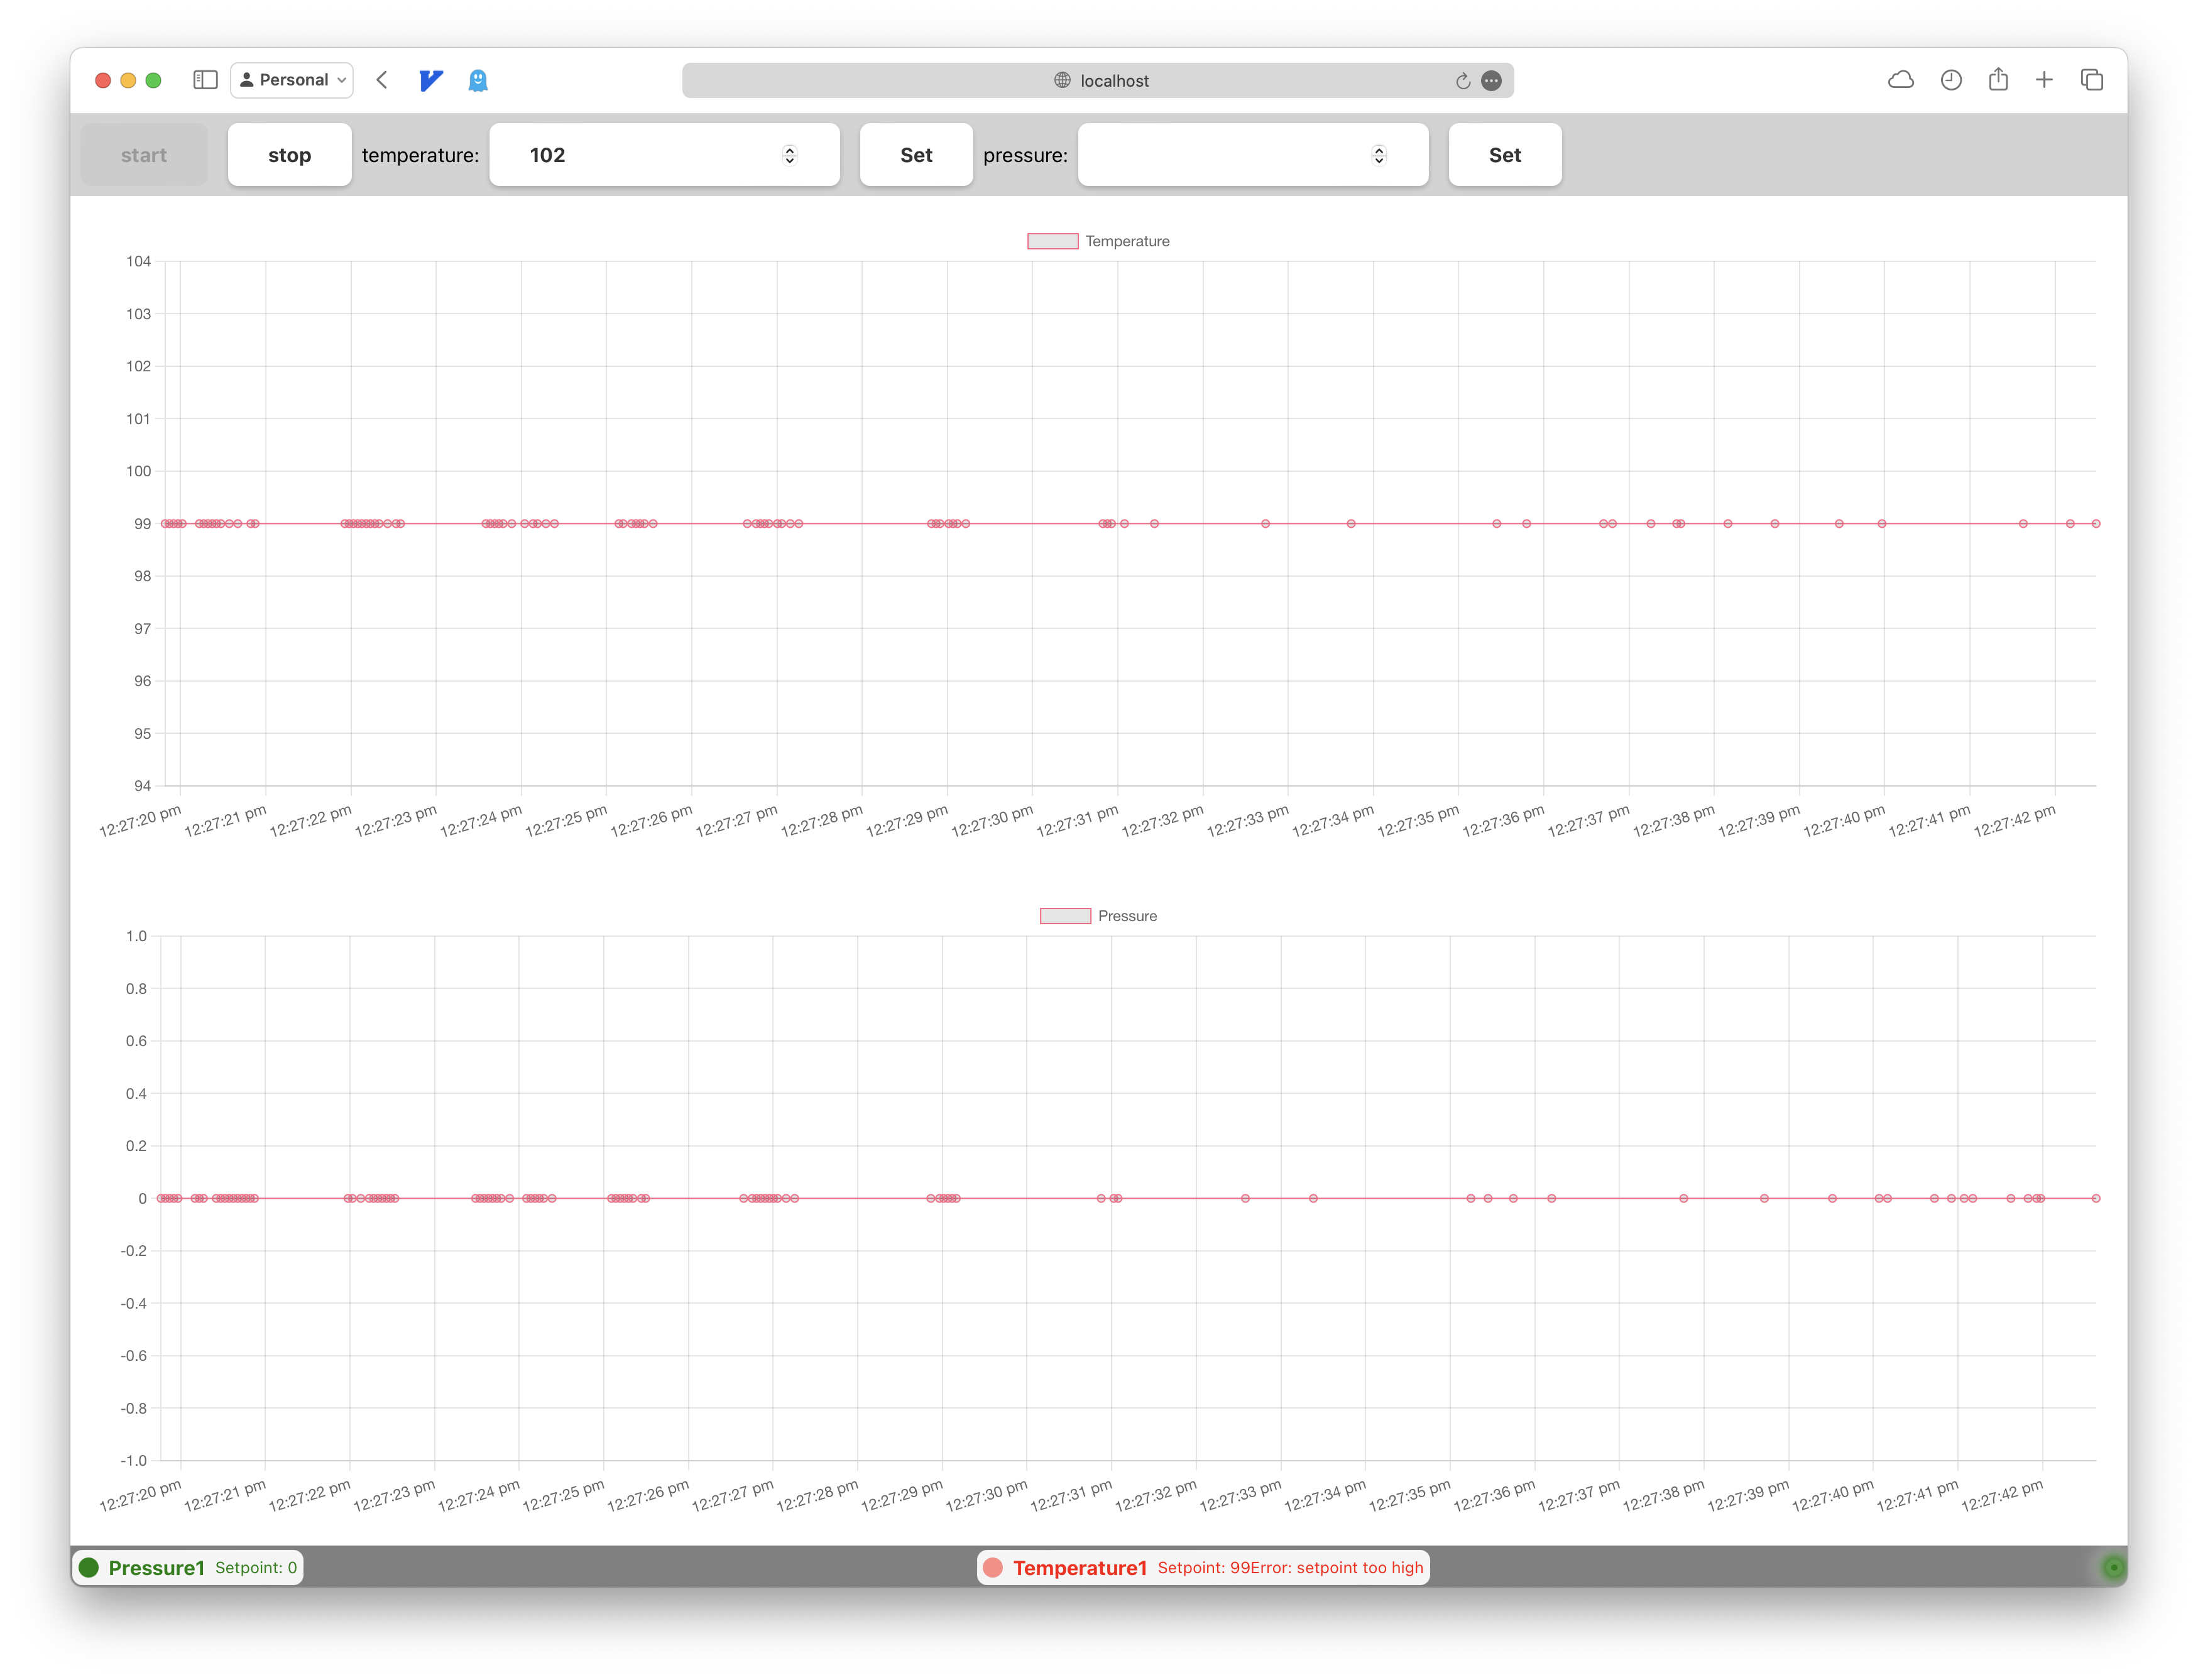 Personal
localhost
start stop temperature: 102 Set pressure: Set
Temperature
104
103
102
101
100
99
98
97
96
95
94
12:27:20 pm 12:27:21 pm 12:27:22 pm 12:27:23 pm 12:27:24 pm 12:27:25 pm 12:27:26 pm 12:27:27 pm 12:27:28 pm 12:27:29 pm 12:27:30 pm 12:27:31 pm 12:27:32 pm 12:27:33 pm 12:27:34 pm 12:27:35 pm 12:27:36 pm 12:27:37 pm 12:27:38 pm 12:27:39 pm 12:27:40 pm 12:27:41 pm 12:27:42 pm
Pressure
1.0
0.8
0.6
0.4
0.2
0
-0.2
-0.4
-0.6
-0.8
-1.0
12:27:20 pm 12:27:21 pm 12:27:22 pm 12:27:23 pm 12:27:24 pm 12:27:25 pm 12:27:26 pm 12:27:27 pm 12:27:28 pm 12:27:29 pm 12:27:30 pm 12:27:31 pm 12:27:32 pm 12:27:33 pm 12:27:34 pm 12:27:35 pm 12:27:36 pm 12:27:37 pm 12:27:38 pm 12:27:39 pm 12:27:40 pm 12:27:41 pm 12:27:42 pm
Pressure1 Setpoint: 0
Temperature1 Setpoint: 99Error: setpoint too high